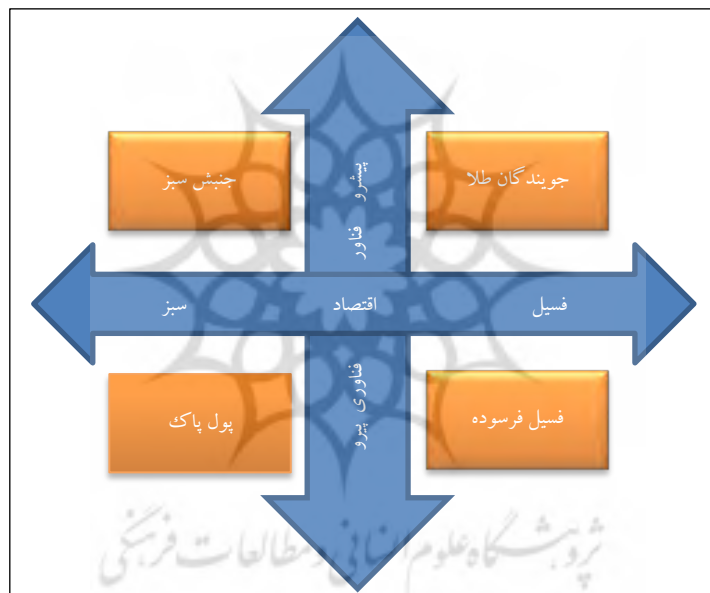 جویندگان طلا
جنبش سبز
پیشرو
فناور
فسیل
اقتصاد
سبز
فناوری پیرو
فسیل فرسوده
پول پاک
پژوهشگاه علوم انسانی و مطالعات فرهنگی